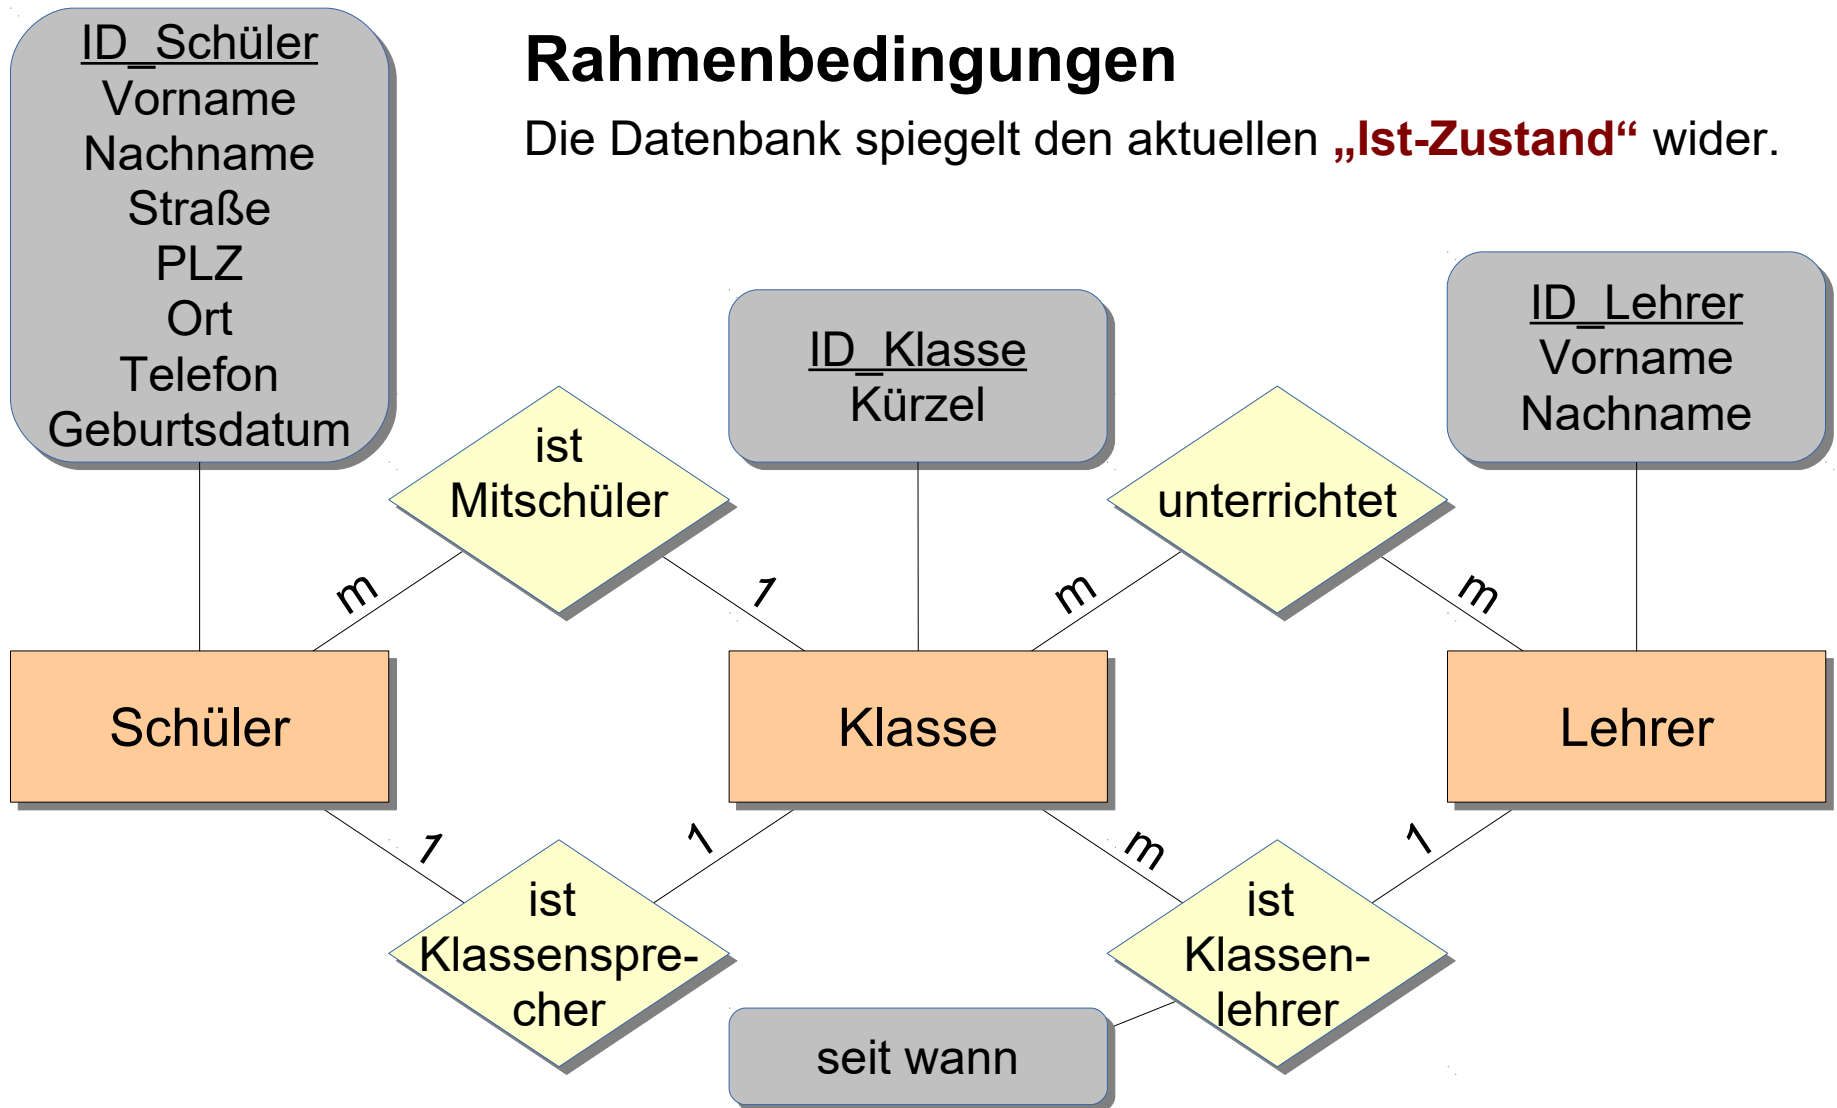 ID_Schüler
Vorname
Nachname
Straße
PLZ
Ort
Telefon
Geburtsdatum
Rahmenbedingungen
Die Datenbank spiegelt den aktuellen „Ist-Zustand“ wider.
ID_Klasse
Kürzel
ID_Lehrer
Vorname
Nachname
ist
Mitschüler
unterrichtet
m
1
m
m
Schüler
Klasse
Lehrer
1
1
m
1
ist
Klassenspre-
cher
ist
Klassen-
lehrer
seit wann